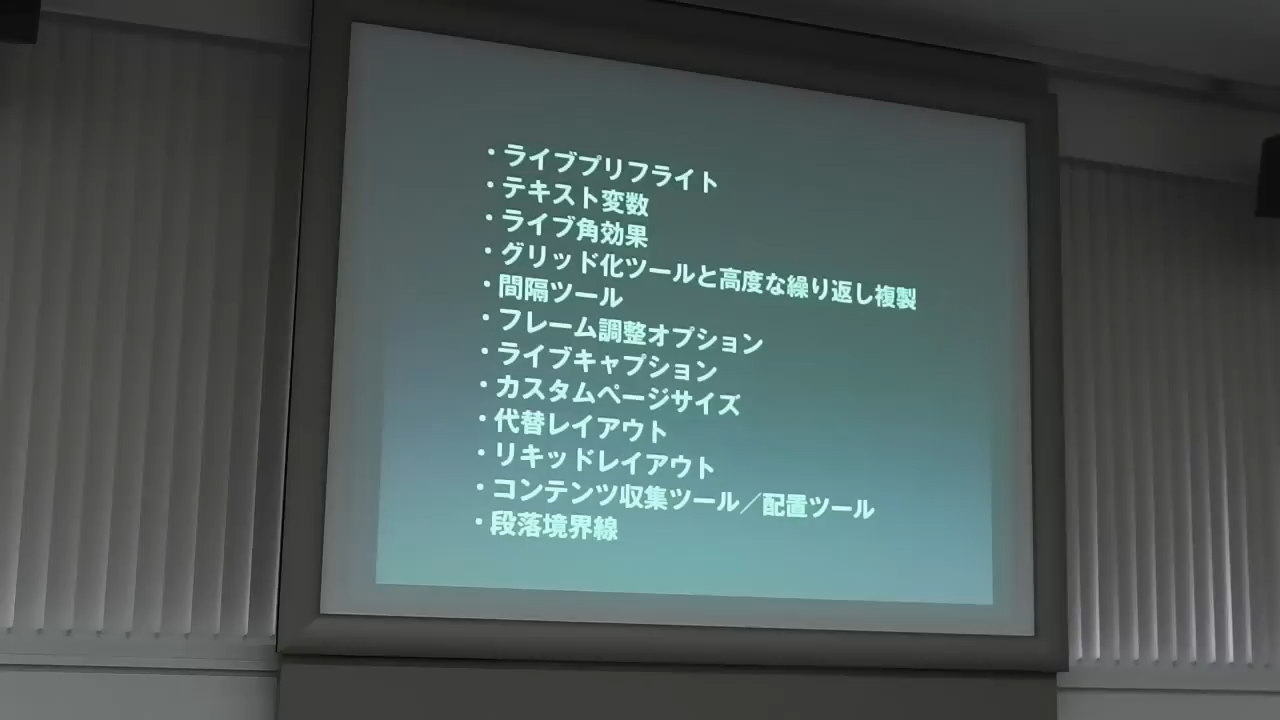 ・ライブプリフライト
・テキスト変数
・ライブ角効果
・グリッド化ツールと高度な繰り返し複製
・間隔ツール
・フレーム調整オプション
・ライブキャプション
・カスタムページサイズ
・代替レイアウト
・リキッドレイアウト
・コンテンツ収集ツール／配置ツール
・段落境界線